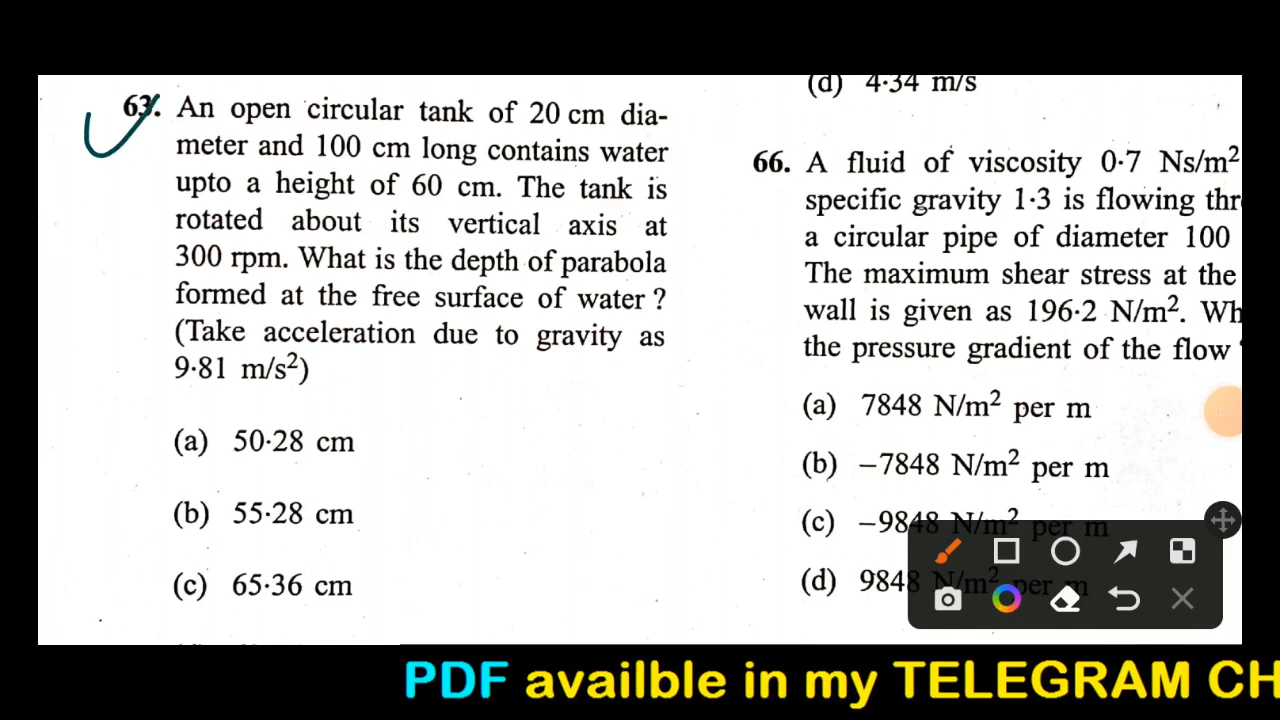 63. An open circular tank of 20 cm dia-
meter and 100 cm long contains water
upto a height of 60 cm. The tank is
rotated about its vertical axis at
300 rpm. What is the depth of parabola
formed at the free surface of water ?
(Take acceleration due to gravity as
9·81 m/s²)
(a) 50·28 cm
(b) 55·28 cm
(c) 65·36 cm
(d) 4·34 m/s
66. A fluid of viscosity 0·7 Ns/m²
specific gravity 1·3 is flowing thr
a circular pipe of diameter 100
The maximum shear stress at the
wall is given as 196·2 N/m². Wh
the pressure gradient of the flow
(a) 7848 N/m² per m
(b) –7848 N/m² per m
(c) –9848 N/m² per m
(d) 9848 N/m² per m
PDF availble in my TELEGRAM CH